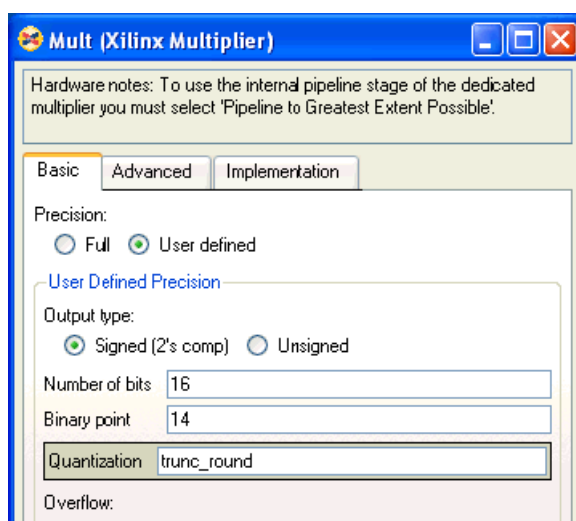 Mult (Xilinx Multiplier)
Hardware notes: To use the internal pipeline stage of the dedicated
multiplier you must select 'Pipeline to Greatest Extent Possible'.
Basic Advanced Implementation
Precision:
Full User defined
User Defined Precision
Output type:
Signed (2's comp) Unsigned
Number of bits 16
Binary point 14
Quantization trunc_round
Overflow: